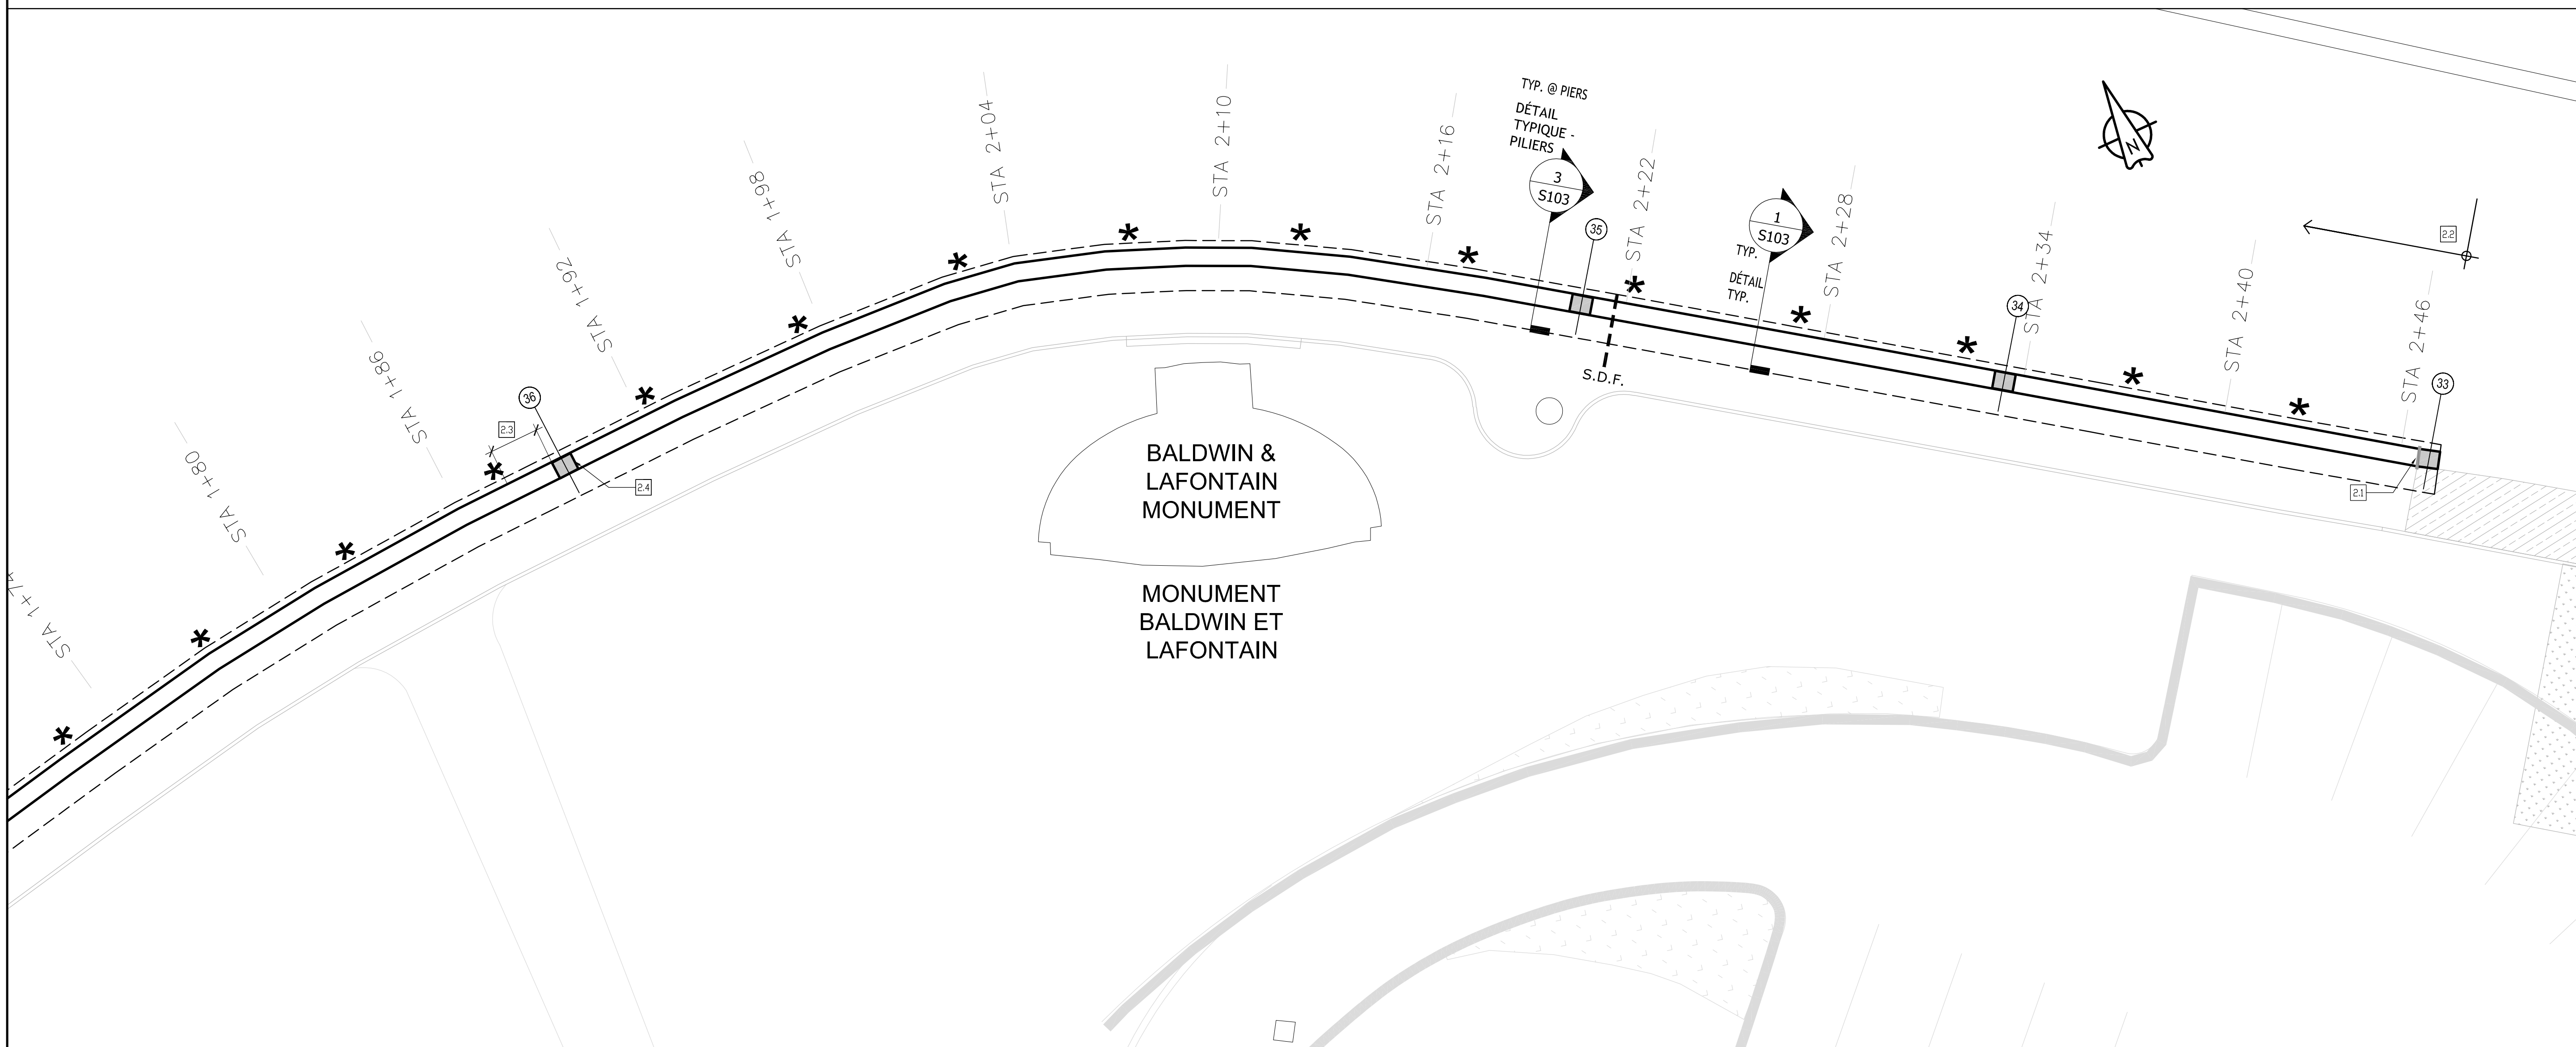 TYP. @ PIERS
DÉTAIL
TYPIQUE -
PILIERS
3
S103
35
1
S103
TYP.
DÉTAIL
TYP.
N
2.2
STA 1+74
STA 1+80
STA 1+86
STA 1+92
STA 1+98
STA 2+04
STA 2+10
STA 2+16
STA 2+22
STA 2+28
STA 2+34
STA 2+40
STA 2+46
34
33
S.D.F.
36
2.3
2.4
2.1
BALDWIN &
LAFONTAIN
MONUMENT
MONUMENT
BALDWIN ET
LAFONTAIN